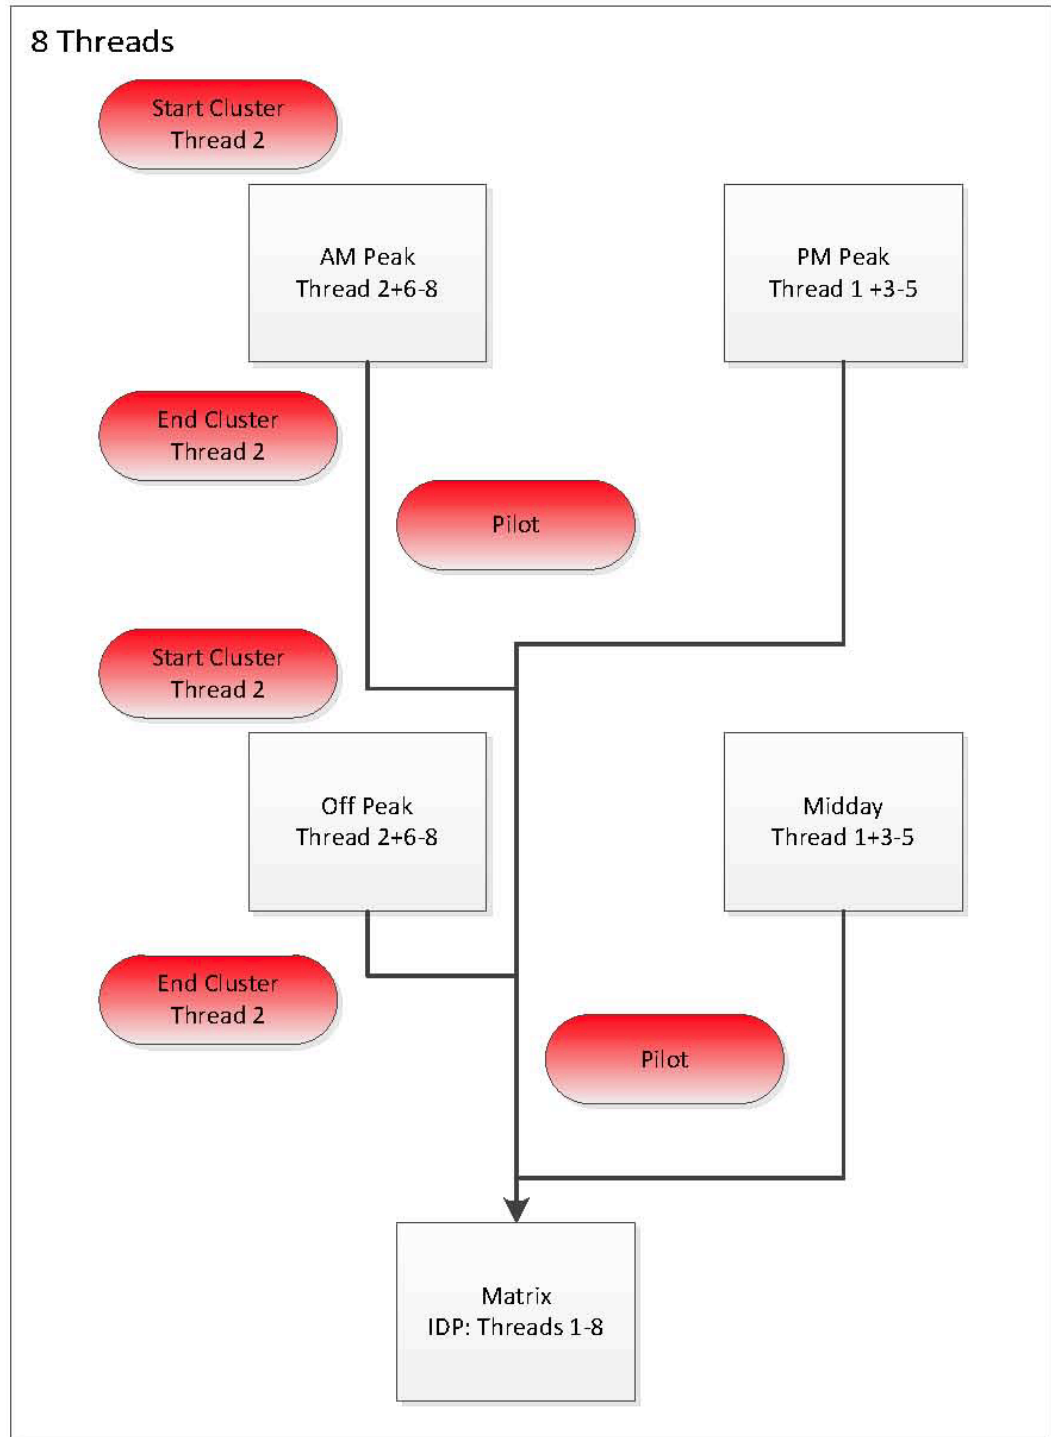 8 Threads
Start Cluster
Thread 2
AM Peak
Thread 2+6-8
PM Peak
Thread 1 +3-5
End Cluster
Thread 2
Pilot
Start Cluster
Thread 2
Off Peak
Thread 2+6-8
Midday
Thread 1+3-5
End Cluster
Thread 2
Pilot
Matrix
IDP: Threads 1-8